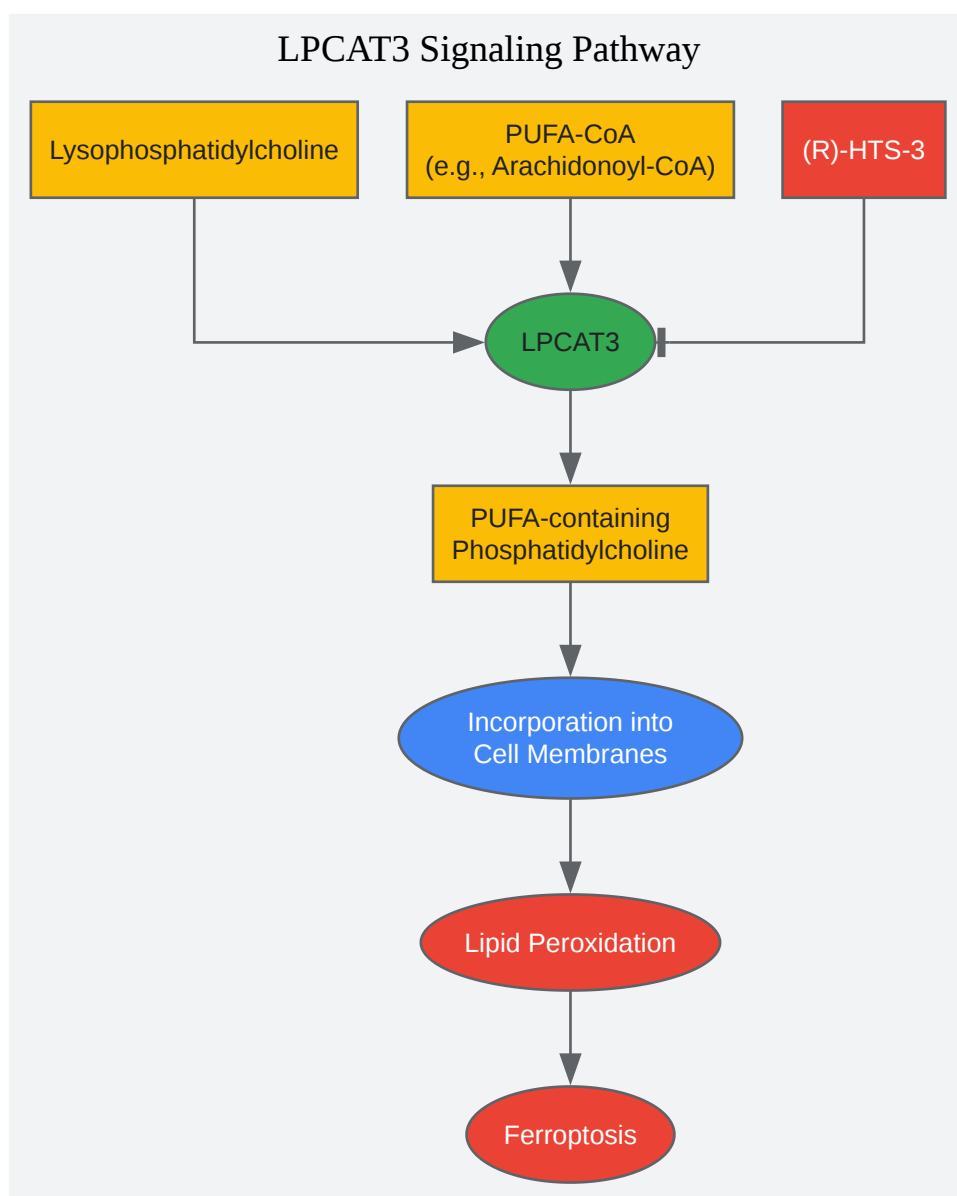 LPCAT3 Signaling Pathway
Lysophosphatidylcholine
PUFA-CoA
(e.g., Arachidonoyl-CoA)
(R)-HTS-3
LPCAT3
PUFA-containing
Phosphatidylcholine
Incorporation into
Cell Membranes
Lipid Peroxidation
Ferroptosis